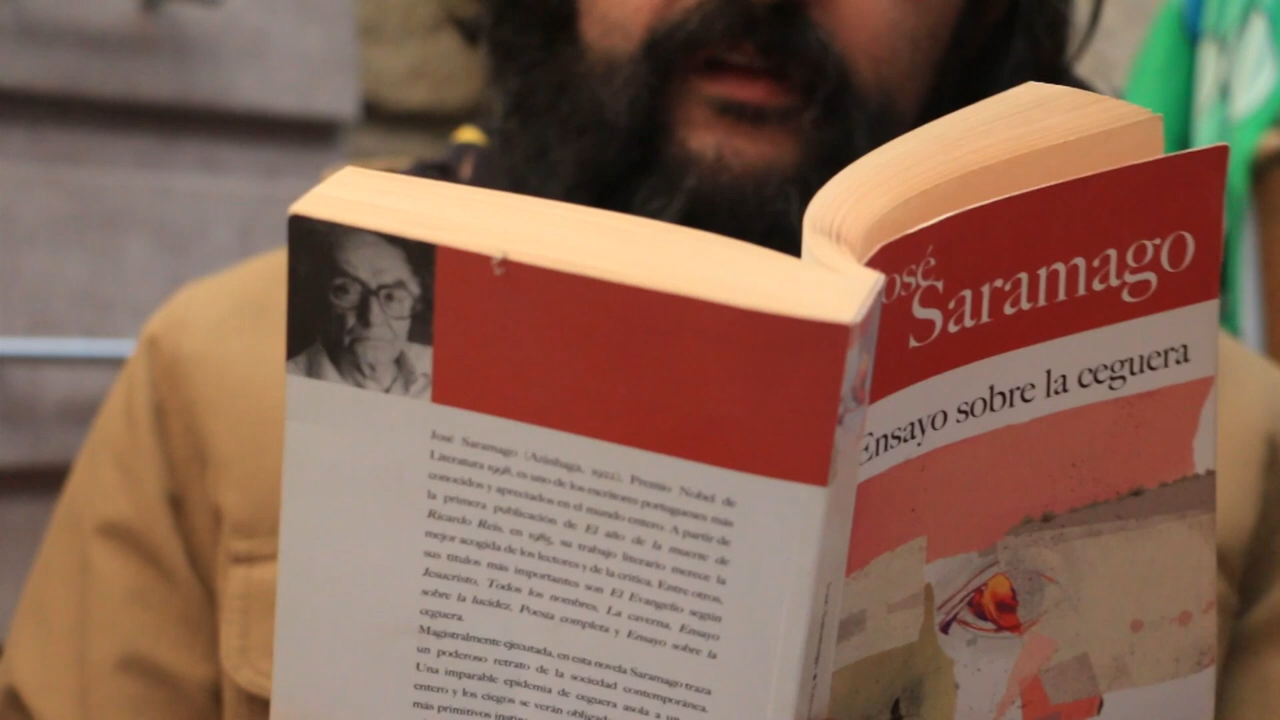 José Saramago (Azinhaga, 1922), Premio Nobel de
Literatura 1998, es uno de los escritores portugueses más
conocidos y apreciados en el mundo entero. A partir de
la primera publicación de El año de la muerte de
Ricardo Reis, en 1985, su trabajo literario merece la
mejor acogida de los lectores y de la crítica. Entre otros,
sus títulos más importantes son El Evangelio según
Jesucristo, Todos los nombres, La caverna, Ensayo
sobre la lucidez, Poesía completa y Ensayo sobre la
ceguera.
Magistralmente ejecutada, en esta novela Saramago traza
un poderoso retrato de la sociedad contemporánea.
Una imparable epidemia de ceguera asola a un
entero y los ciegos se verán
más primitivos
José
Saramago
Ensayo sobre la ceguera